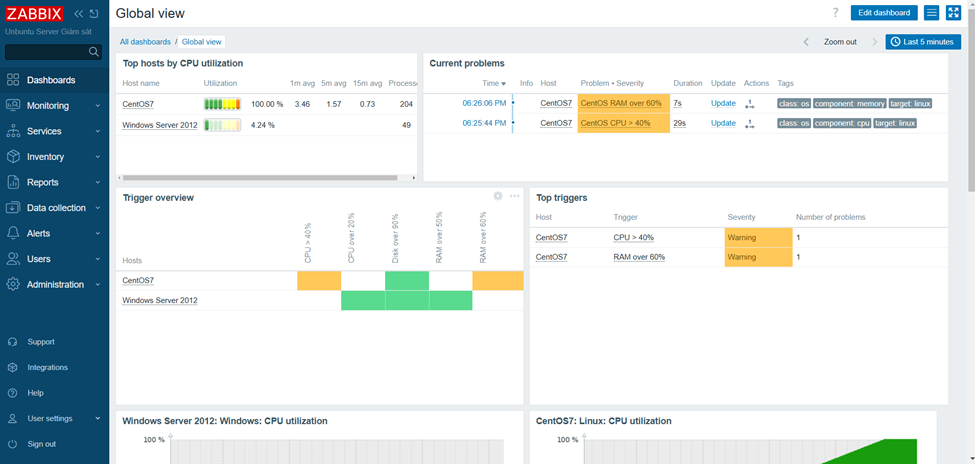 ZABBIX
Unbuntu Server Giám sát
Dashboards
Monitoring
Services
Inventory
Reports
Data collection
Alerts
Users
Administration
Support
Integrations
Help
User settings
Sign out
Global view
? Edit dashboard
All dashboards / Global view
Zoom out Last 5 minutes
Top hosts by CPU utilization
Host name Utilization 1m avg 5m avg 15m avg Processe
CentOS7 100.00 % 3.46 1.57 0.73 204
Windows Server 2012 4.24 % 49
Current problems
Time Info Host Problem • Severity Duration Update Actions Tags
06:26:06 PM CentOS7 CentOS RAM over 60% 7s Update 1 class: os component: memory target: linux
06:25:44 PM CentOS7 CentOS CPU > 40% 29s Update 1 class: os component: cpu target: linux
Trigger overview
Hosts CPU > 40% CPU over 20% Disk over 90% RAM over 50% RAM over 60%
CentOS7
Windows Server 2012
Top triggers
Host Trigger Severity Number of problems
CentOS7 CPU > 40% Warning 1
CentOS7 RAM over 60% Warning 1
Windows Server 2012: Windows: CPU utilization
100 %
CentOS7: Linux: CPU utilization
100 %